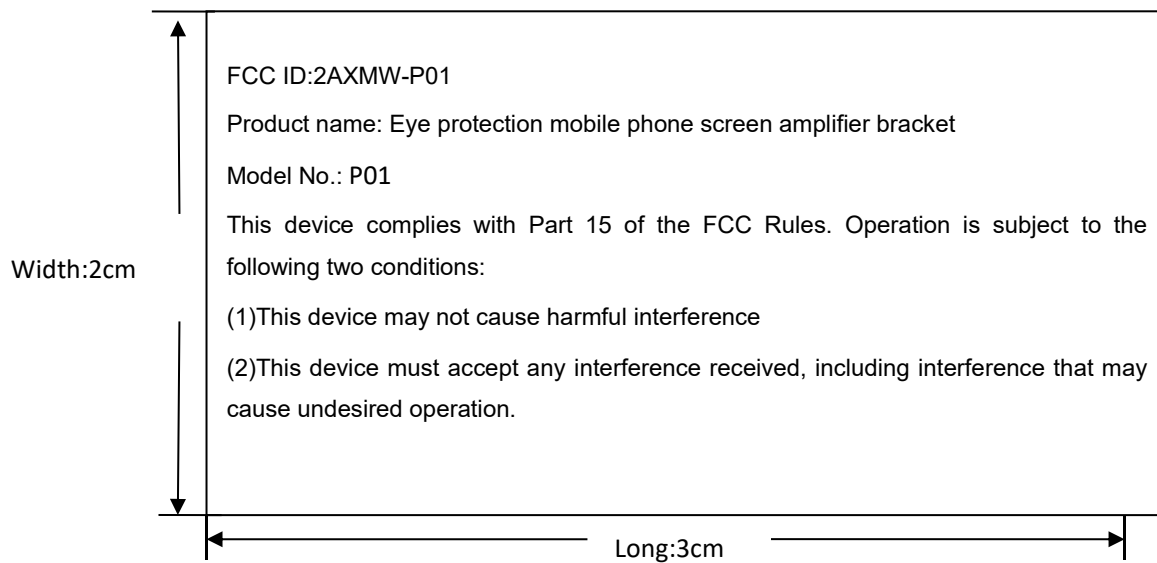 FCC ID:2AXMW-P01
Product name: Eye protection mobile phone screen amplifier bracket
Model No.: P01
This device complies with Part 15 of the FCC Rules. Operation is subject to the
following two conditions:
Width:2cm
(1)This device may not cause harmful interference
(2)This device must accept any interference received, including interference that may
cause undesired operation.
Long:3cm